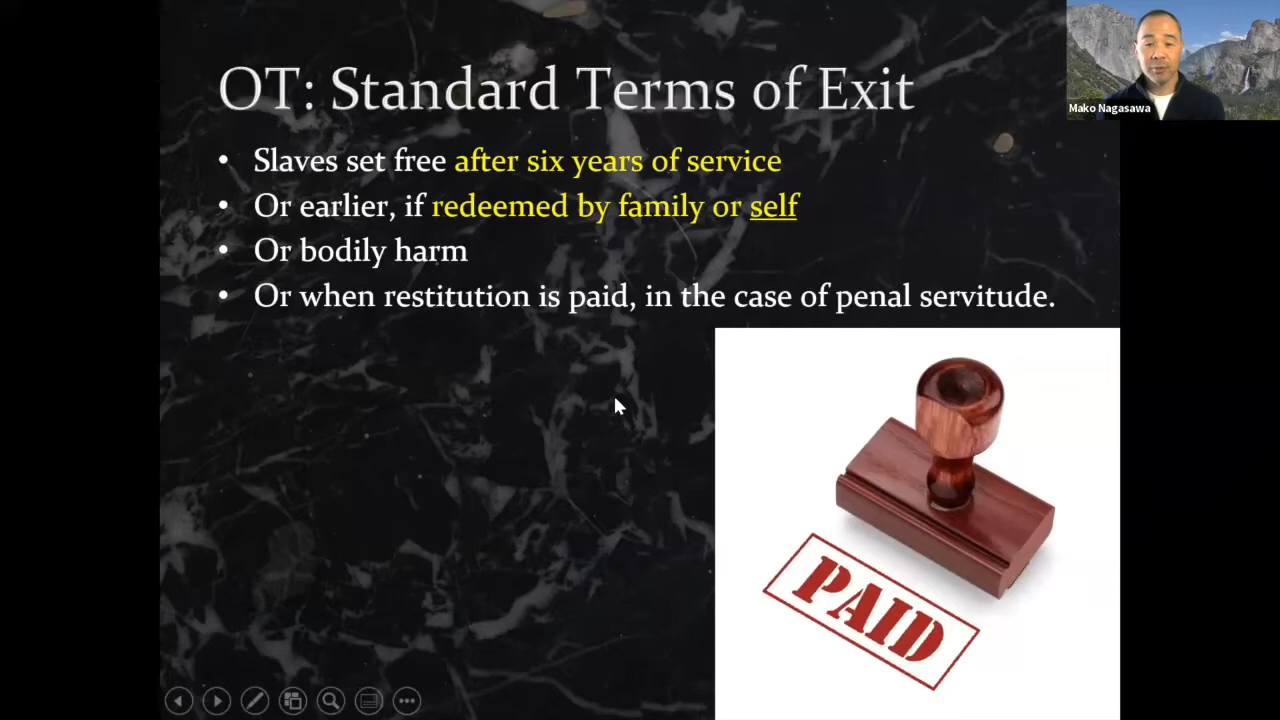 OT: Standard Terms of Exit
Mako Nagasawa
• Slaves set free after six years of service
• Or earlier, if redeemed by family or self
• Or bodily harm
• Or when restitution is paid, in the case of penal servitude.
PAID